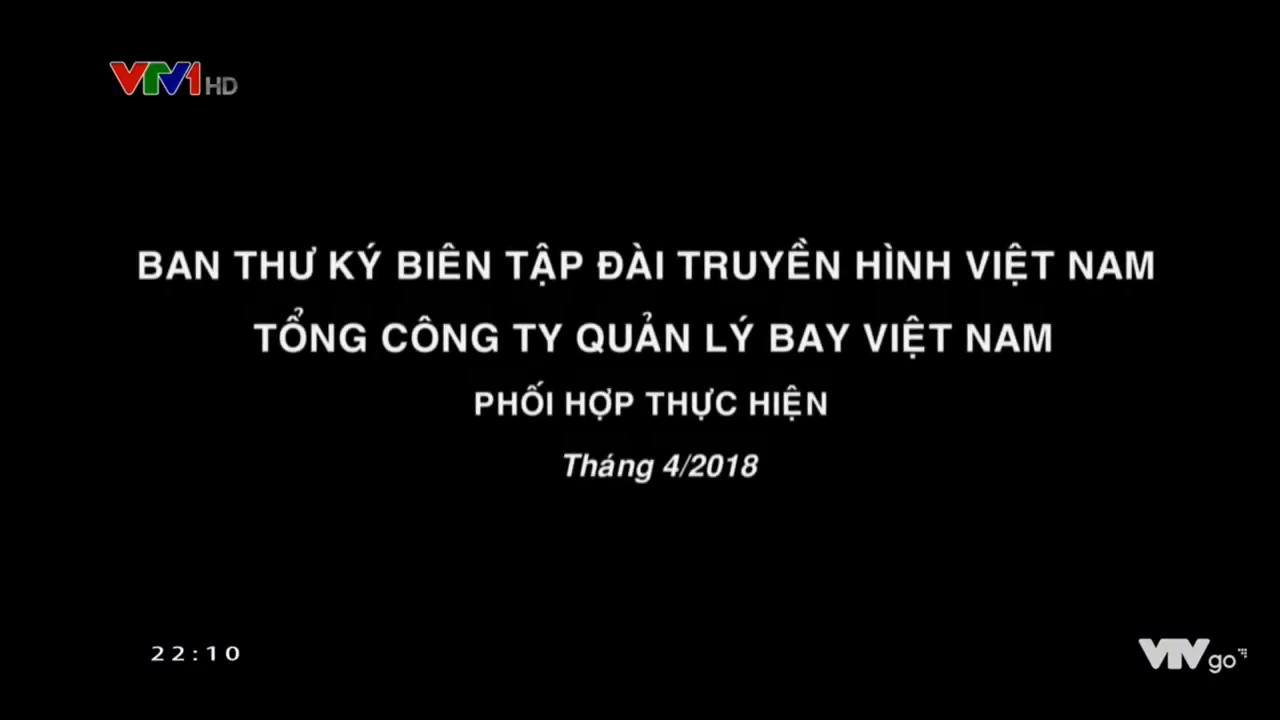 VTV1 HD
BAN THƯ KÝ BIÊN TẬP ĐÀI TRUYỀN HÌNH VIỆT NAM
TỔNG CÔNG TY QUẢN LÝ BAY VIỆT NAM
PHỐI HỢP THỰC HIỆN
Tháng 4/2018
22:10
VTV go